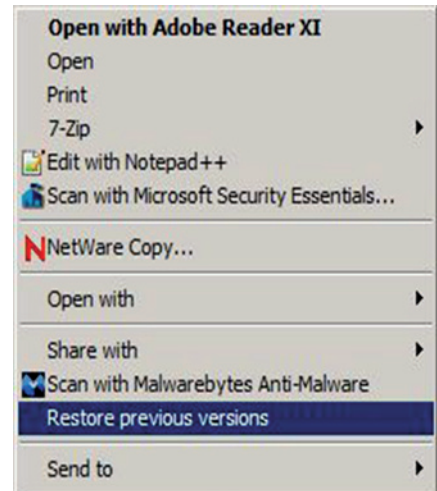 Open with Adobe Reader XI
Open
Print
7-Zip
Edit with Notepad++
Scan with Microsoft Security Essentials...
NetWare Copy...
Open with
Share with
Scan with Malwarebytes Anti-Malware
Restore previous versions
Send to